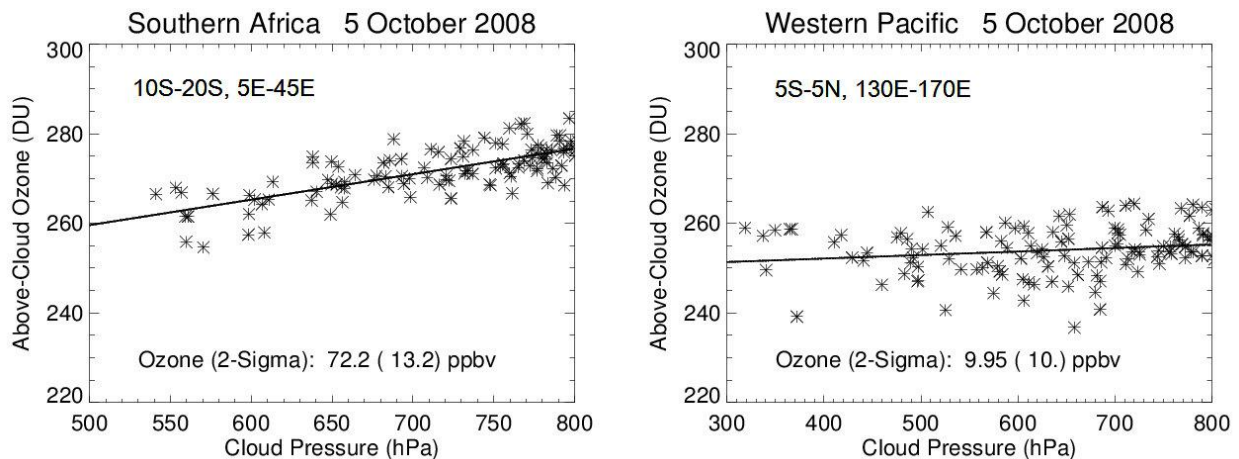 Southern Africa 5 October 2008
300
280
260
240
220
Above-Cloud Ozone (DU)
10S-20S, 5E-45E
Ozone (2-Sigma): 72.2 ( 13.2) ppbv
500 550 600 650 700 750 800
Cloud Pressure (hPa)
Western Pacific 5 October 2008
300
280
260
240
220
Above-Cloud Ozone (DU)
5S-5N, 130E-170E
Ozone (2-Sigma): 9.95 ( 10.) ppbv
300 400 500 600 700 800
Cloud Pressure (hPa)